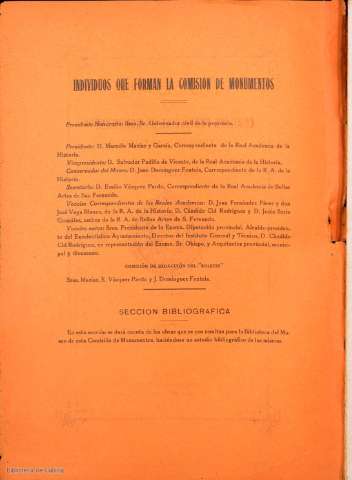 INDIVIDUOS QUE FORMAN LA COMISION DE MONUMENTOS
Presidente Honorario: Excmo. Sr. Gobernador civil de la provincia.
Presidente: D. Marcelo Macías y García, Correspondiente de la Real Academia de la
Historia.
Vicepresidente: D. Salvador Padilla de Vicente, de la Real Academia de la Historia.
Conservador del Museo: D. José Domínguez Fontela, Correspondiente de la R. A. de la
Historia.
Secretario: D. Emilio Vázquez Pardo, Correspondiente de la Real Academia de Bellas
Artes de San Fernando.
Vocales Correspondientes de las Reales Academias: D. Juan Fernández Pérez y don
José Vega Blanco, de la R. A. de la Historia; D. Cándido Cid Rodríguez y D. Jesús Soria
González, ambos de la R. A. de Bellas Artes de S. Fernando.
Vocales natos: Sres. Presidente de la Excma. Diputación provincial, Alcalde-presiden-
te del Excelentísimo Ayuntamiento, Director del Instituto General y Técnico, D. Cándido
Cid Rodríguez, en representación del Excmo. Sr. Obispo, y Arquitectos provincial, munici-
pal y diocesano.
COMISIÓN DE REDACCIÓN DEL "BOLETIN"
Sres. Macías, E. Vázquez Pardo y J. Domínguez Fontela.
SECCION BIBLIOGRAFICA
En esta sección se dará cuenta de las obras que se nos remitan para la Biblioteca del Mu-
seo de esta Comisión de Monumentos, haciéndose un estudio bibliográfico de las mismas.
Biblioteca de Galicia